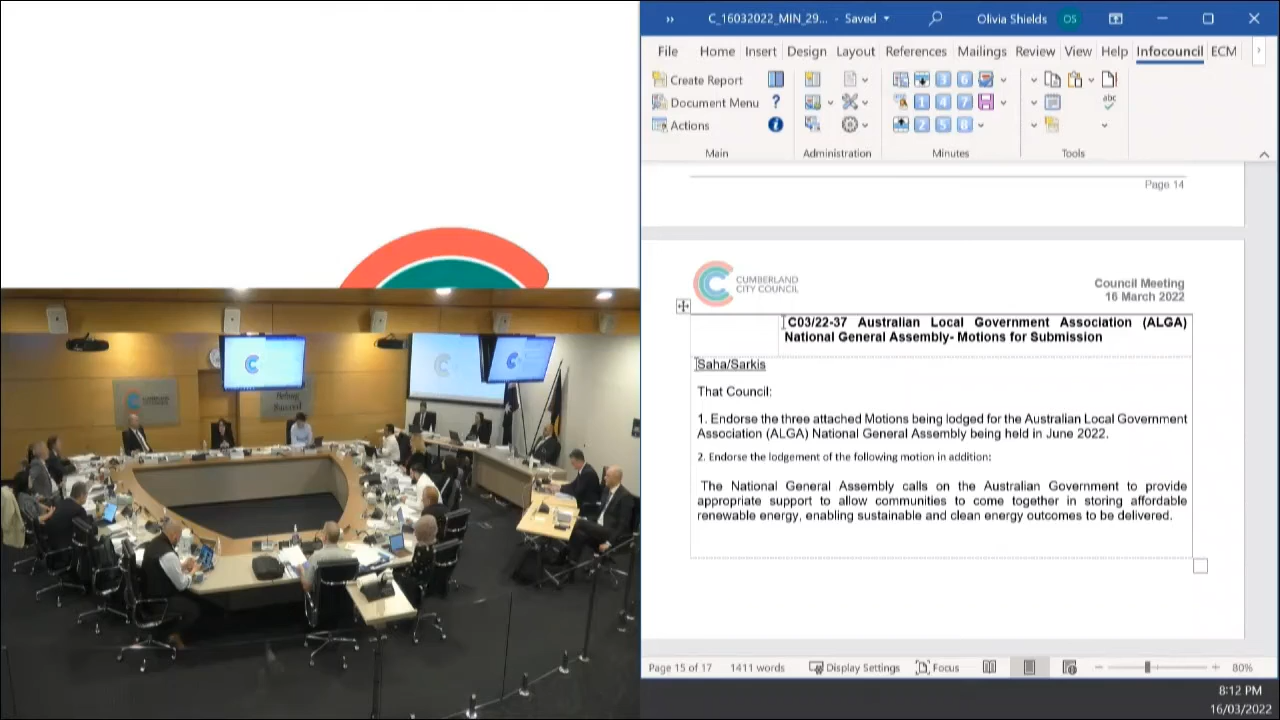 C_16032022_MIN_29... - Saved
Olivia Shields OS
File Home Insert Design Layout References Mailings Review View Help Infocouncil ECM
Create Report
Document Menu
Actions
Main Administration Minutes Tools
Page 14
CUMBERLAND
CITY COUNCIL
Council Meeting
16 March 2022
C03/22-37 Australian Local Government Association (ALGA)
National General Assembly- Motions for Submission
Saha/Sarkis
That Council:
1. Endorse the three attached Motions being lodged for the Australian Local Government
Association (ALGA) National General Assembly being held in June 2022.
2. Endorse the lodgement of the following motion in addition:
The National General Assembly calls on the Australian Government to provide
appropriate support to allow communities to come together in storing affordable
renewable energy, enabling sustainable and clean energy outcomes to be delivered.
Page 15 of 17 1411 words Display Settings Focus 80%
8:12 PM
16/03/2022